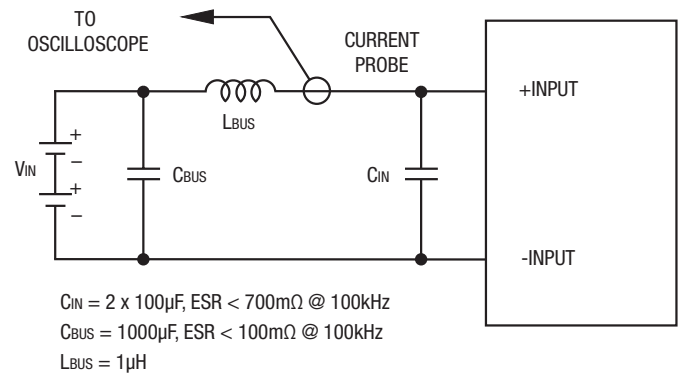 TO
OSCILLOSCOPE
CURRENT
PROBE
+INPUT
LBUS
+
VIN
−
+
−
CBUS
CIN
-INPUT
CIN = 2 x 100µF, ESR < 700mΩ @ 100kHz
CBUS = 1000µF, ESR < 100mΩ @ 100kHz
LBUS = 1µH